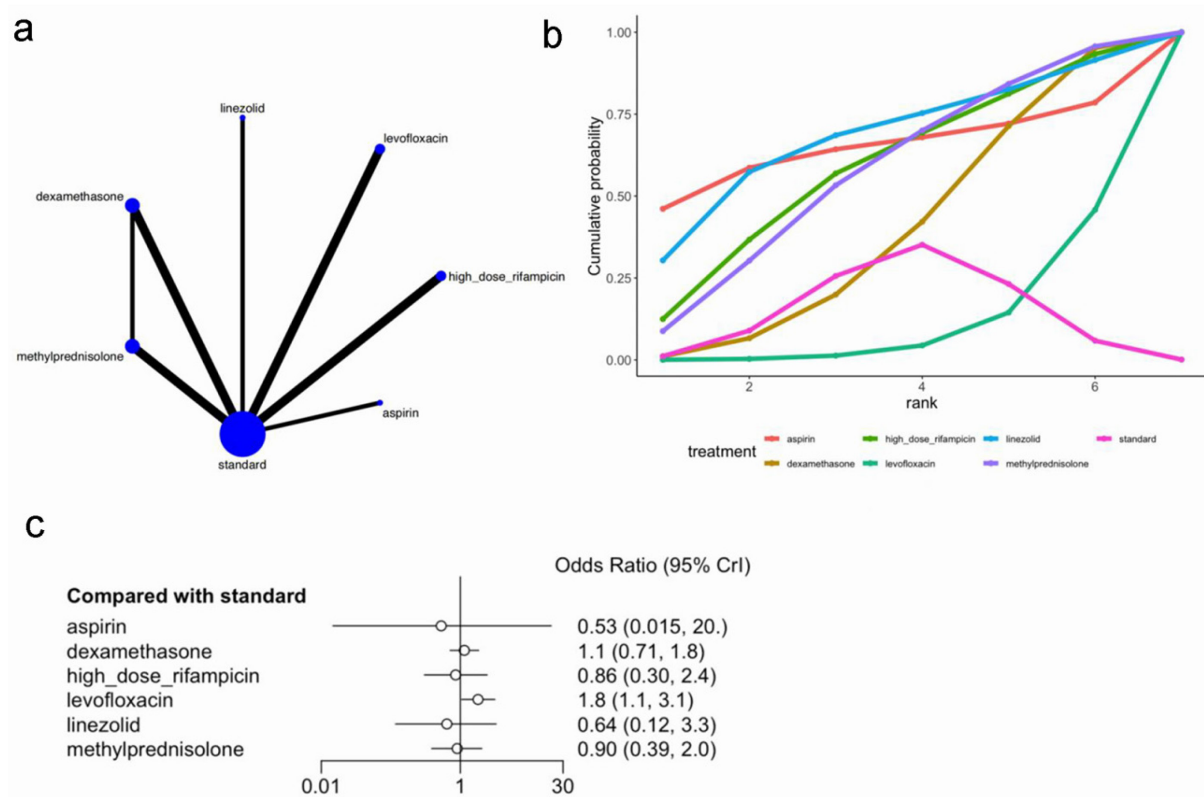 a
linezolid
levofloxacin
dexamethasone
high_dose_rifampicin
methylprednisolone
aspirin
standard
b
1.00
0.75
0.50
0.25
0.00
Cumulative probability
2 4 6
rank
treatment
aspirin high_dose_rifampicin linezolid standard
dexamethasone levofloxacin methylprednisolone
c
Odds Ratio (95% CrI)
Compared with standard
aspirin 0.53 (0.015, 20.)
dexamethasone 1.1 (0.71, 1.8)
high_dose_rifampicin 0.86 (0.30, 2.4)
levofloxacin 1.8 (1.1, 3.1)
linezolid 0.64 (0.12, 3.3)
methylprednisolone 0.90 (0.39, 2.0)
0.01 1 30